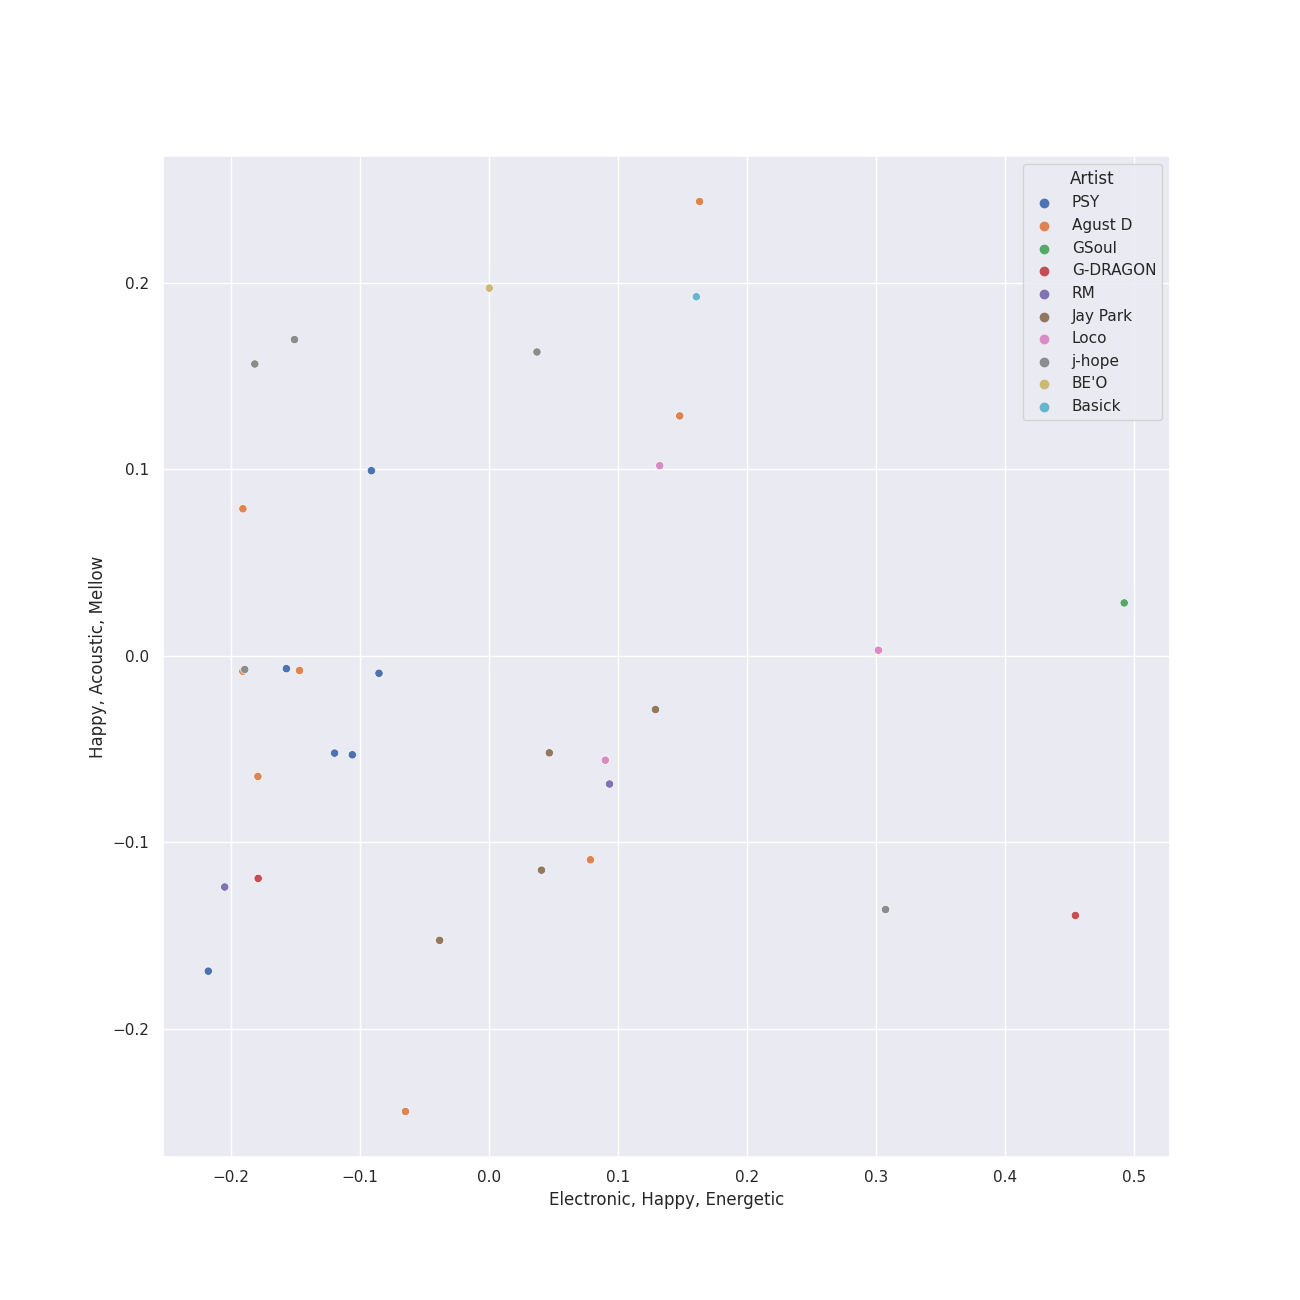 Artist
PSY
Agust D
GSoul
G-DRAGON
RM
Jay Park
Loco
j-hope
BE'O
Basick
0.2
0.1
0.0
−0.1
−0.2
Happy, Acoustic, Mellow
−0.2 −0.1 0.0 0.1 0.2 0.3 0.4 0.5
Electronic, Happy, Energetic